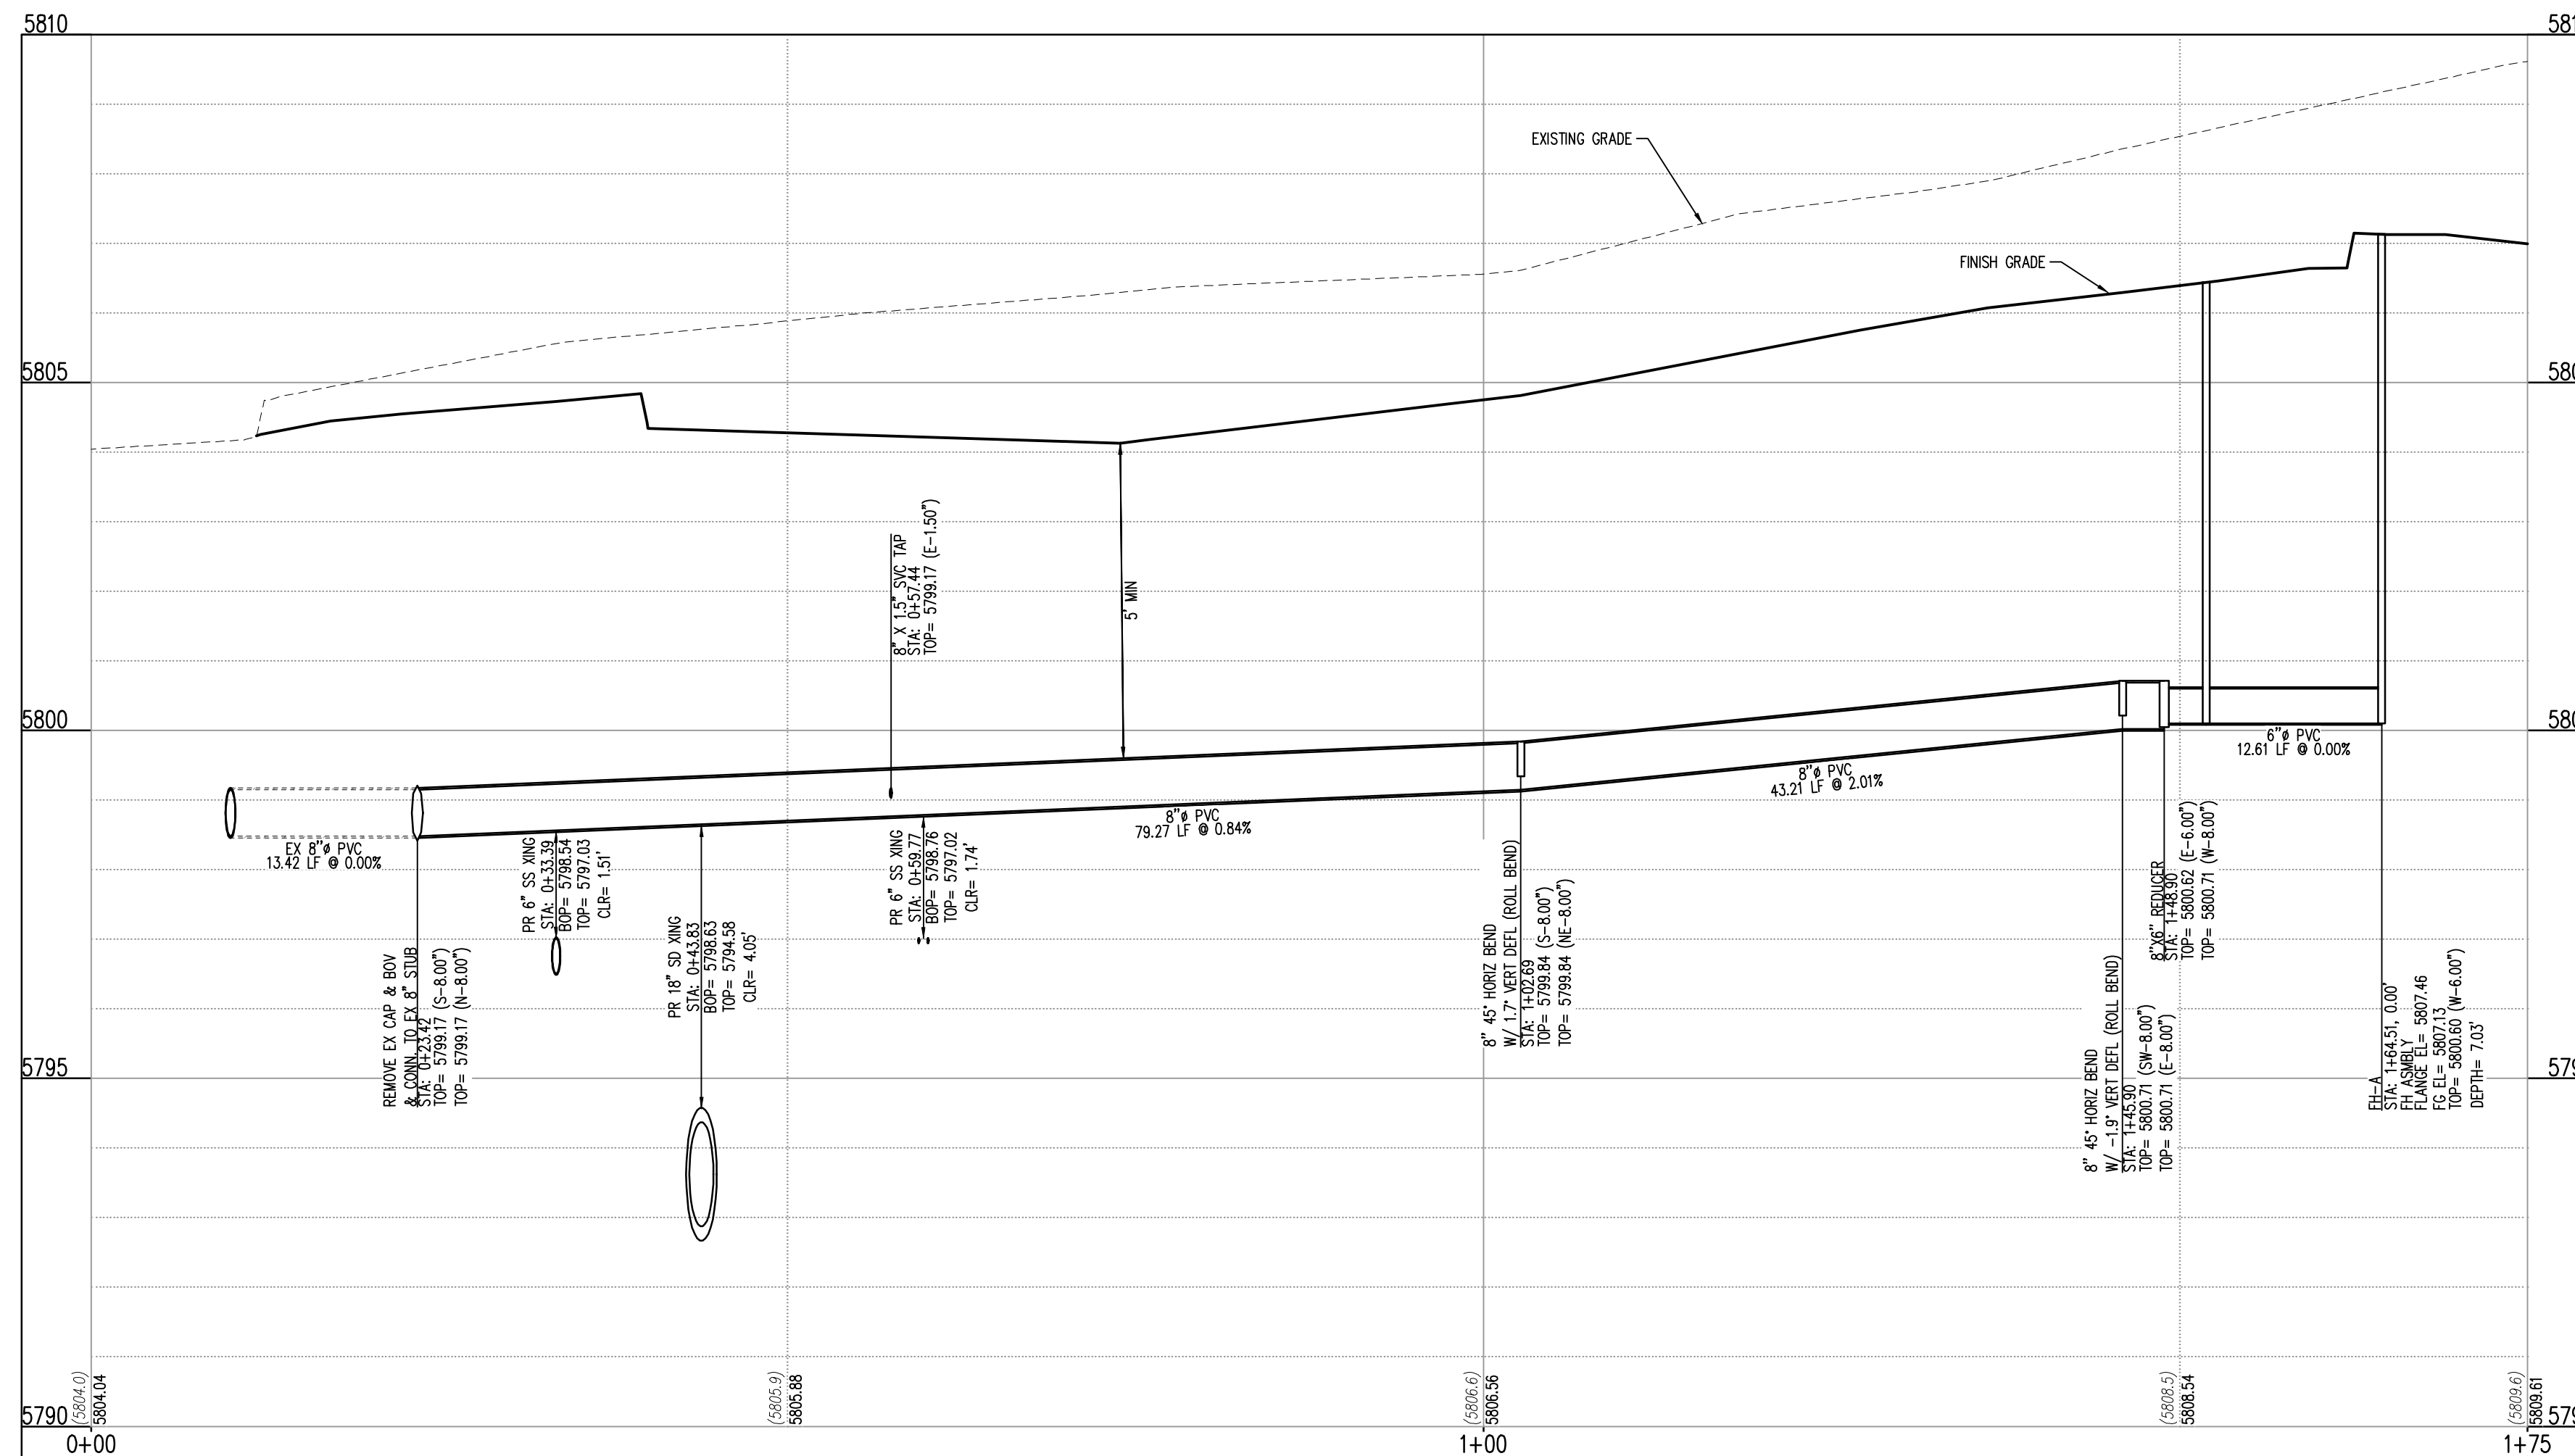 5810
581
EXISTING GRADE
FINISH GRADE
5805
580
8" X 1.5" SVC TAP
STA: 0+57.44
TOP= 5799.17 (E-1.50")
5' MIN
5800
580
EX 8"ø PVC
13.42 LF @ 0.00%
8"ø PVC
79.27 LF @ 0.84%
8"ø PVC
43.21 LF @ 2.01%
6"ø PVC
12.61 LF @ 0.00%
REMOVE EX CAP & BOV
& CONN. TO EX 8" STUB
STA: 0+23.42
TOP= 5799.17 (S-8.00")
TOP= 5799.17 (N-8.00")
PR 6" SS XING
STA: 0+33.39
BOP= 5798.54
TOP= 5797.03
CLR= 1.51'
PR 18" SD XING
STA: 0+43.83
BOP= 5798.63
TOP= 5794.58
CLR= 4.05'
PR 6" SS XING
STA: 0+59.77
BOP= 5798.76
TOP= 5797.02
CLR= 1.74'
8" 45° HORIZ BEND
W/ 1.7° VERT DEFL (ROLL BEND)
STA: 1+02.69
TOP= 5799.84 (S-8.00")
TOP= 5799.84 (NE-8.00")
8" 45° HORIZ BEND
W/ -1.9° VERT DEFL (ROLL BEND)
STA: 1+45.90
TOP= 5800.71 (SW-8.00")
TOP= 5800.71 (E-8.00")
8"X6" REDUCER
STA: 1+48.90
TOP= 5800.62 (E-6.00")
TOP= 5800.71 (W-8.00")
FH-A
STA: 1+64.51, 0.00'
FH ASMBLY
FLANGE EL= 5807.46
FG EL= 5807.13
TOP= 5800.60 (W-6.00")
DEPTH= 7.03'
5795
579
5790
579
(5804.0)
5804.04
(5805.9)
5805.88
(5806.6)
5806.56
(5808.5)
5808.54
(5809.6)
5809.61
0+00
1+00
1+75